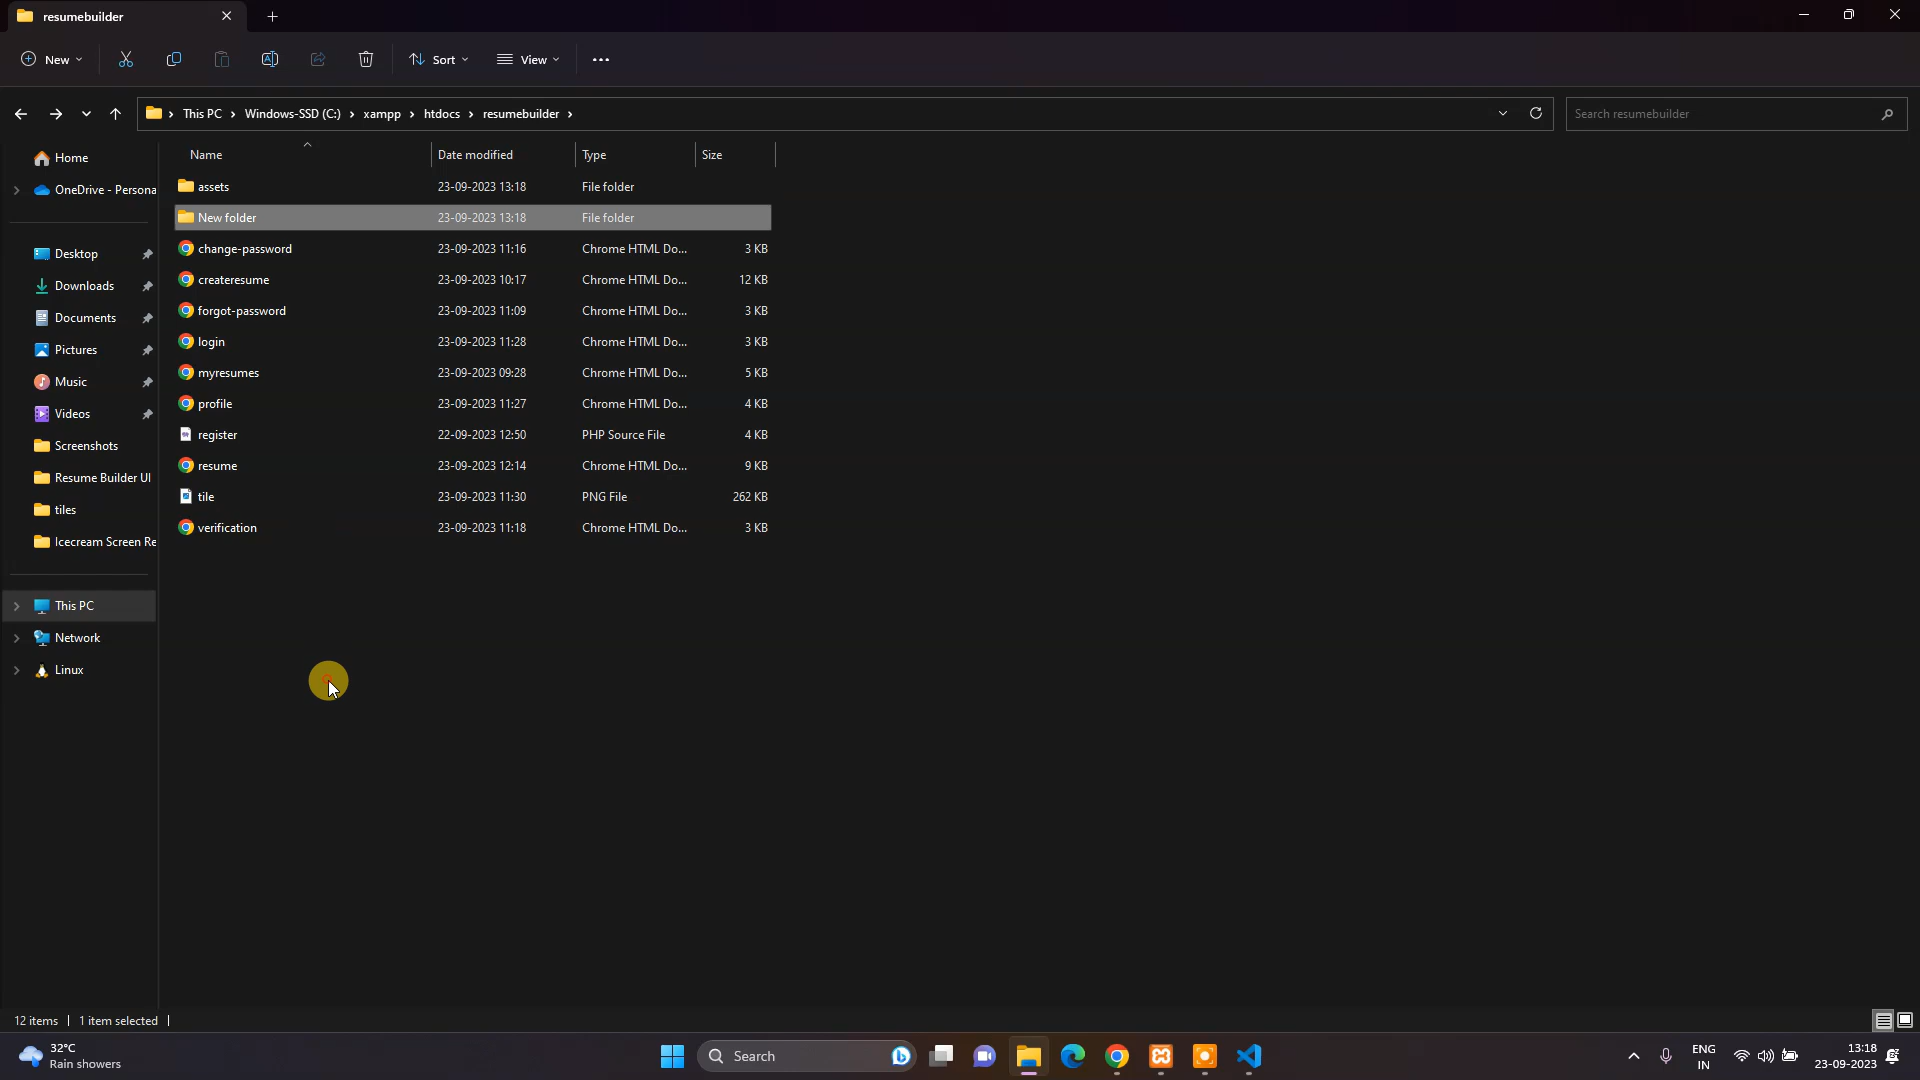 resumebuilder
New
Sort
View
This PC > Windows-SSD (C:) > xampp > htdocs > resumebuilder >
Search resumebuilder
Name Date modified Type Size
assets 23-09-2023 13:18 File folder
New folder 23-09-2023 13:18 File folder
change-password 23-09-2023 11:16 Chrome HTML Do... 3 KB
createresume 23-09-2023 10:17 Chrome HTML Do... 12 KB
forgot-password 23-09-2023 11:09 Chrome HTML Do... 3 KB
login 23-09-2023 11:28 Chrome HTML Do... 3 KB
myresumes 23-09-2023 09:28 Chrome HTML Do... 5 KB
profile 23-09-2023 11:27 Chrome HTML Do... 4 KB
register 22-09-2023 12:50 PHP Source File 4 KB
resume 23-09-2023 12:14 Chrome HTML Do... 9 KB
tile 23-09-2023 11:30 PNG File 262 KB
verification 23-09-2023 11:18 Chrome HTML Do... 3 KB
Home
OneDrive - Persona
Desktop
Downloads
Documents
Pictures
Music
Videos
Screenshots
Resume Builder UI
tiles
Icecream Screen Re
This PC
Network
Linux
12 items | 1 item selected |
32°C
Rain showers
Search
ENG
IN
13:18
23-09-2023